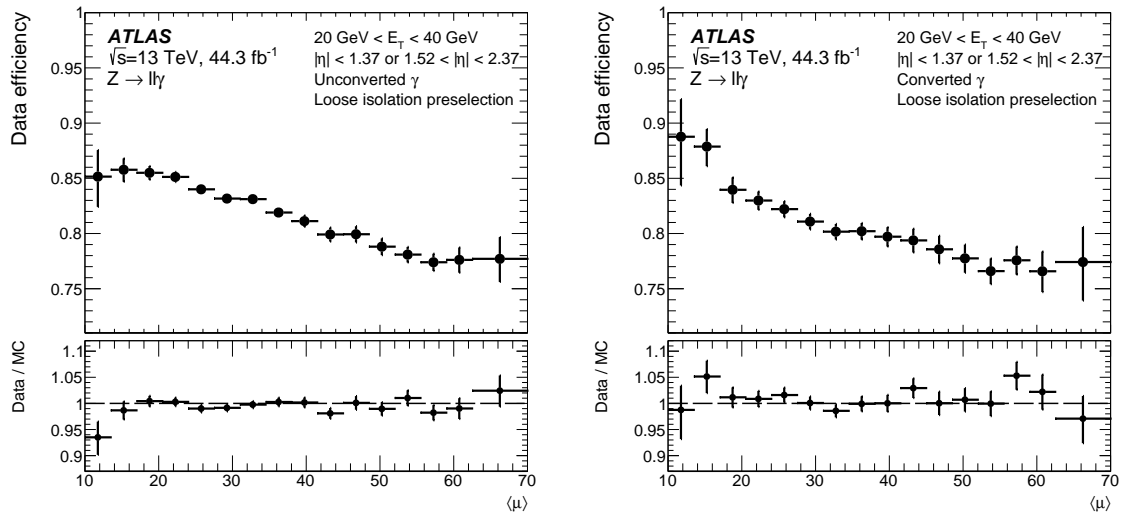 Data efficiency
1
0.95
0.9
0.85
0.8
0.75
ATLAS
√s=13 TeV, 44.3 fb⁻¹
Z → llγ
20 GeV < E_T < 40 GeV
|η| < 1.37 or 1.52 < |η| < 2.37
Unconverted γ
Loose isolation preselection
Data / MC
1.1
1.05
1
0.95
0.9
10 20 30 40 50 60 70
⟨μ⟩
Data efficiency
1
0.95
0.9
0.85
0.8
0.75
ATLAS
√s=13 TeV, 44.3 fb⁻¹
Z → llγ
20 GeV < E_T < 40 GeV
|η| < 1.37 or 1.52 < |η| < 2.37
Converted γ
Loose isolation preselection
Data / MC
1.1
1.05
1
0.95
0.9
10 20 30 40 50 60 70
⟨μ⟩